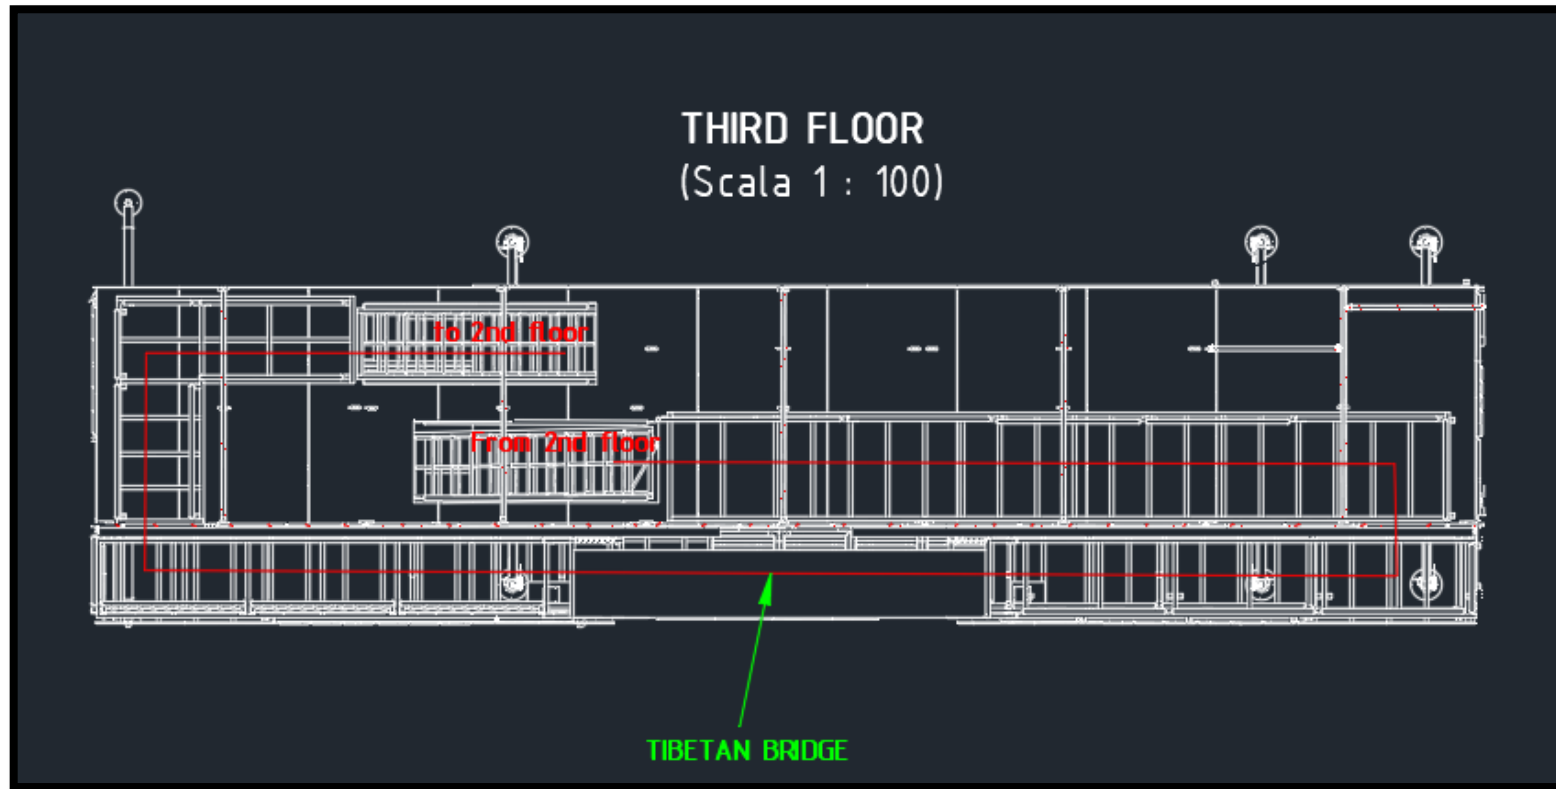 THIRD FLOOR
(Scala 1 : 100)
to 2nd floor
From 2nd floor
TIBETAN BRIDGE